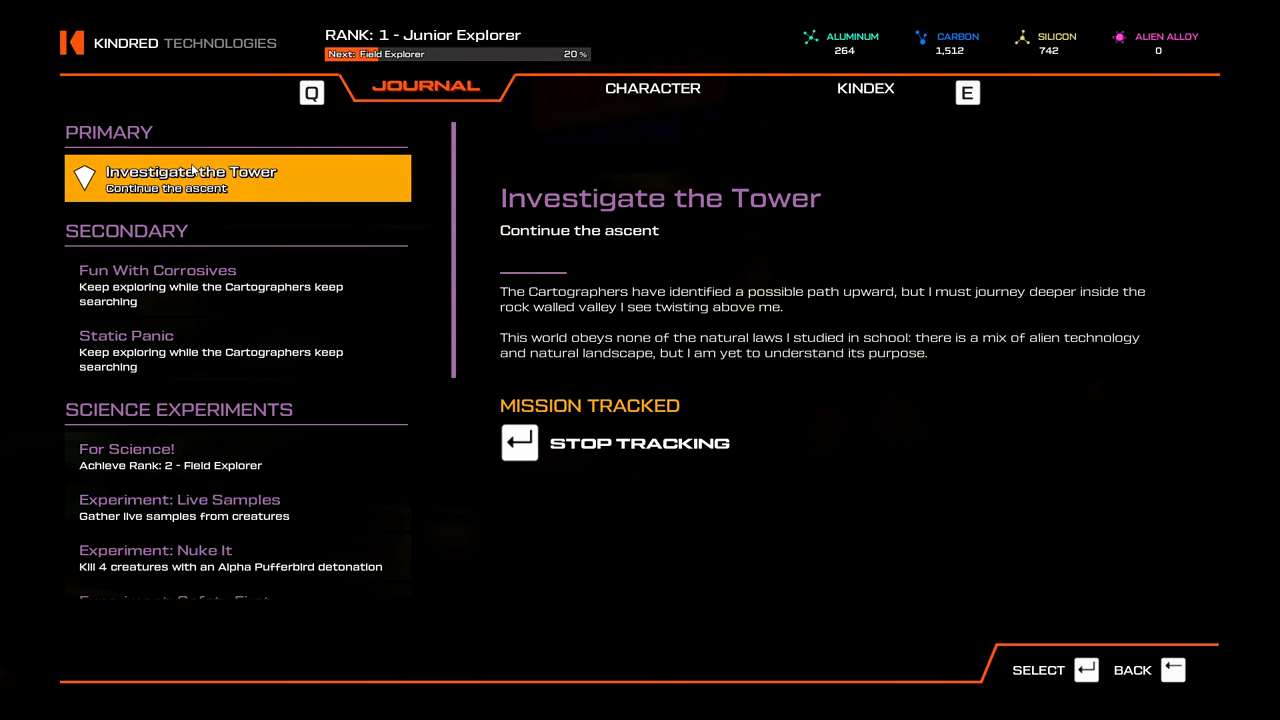 KINDRED TECHNOLOGIES
RANK: 1 - Junior Explorer
Next: Field Explorer 20 %
ALUMINUM
264
CARBON
1,512
SILICON
742
ALIEN ALLOY
0
Q
JOURNAL
CHARACTER
KINDEX
E
PRIMARY
Investigate the Tower
Continue the ascent
SECONDARY
Fun With Corrosives
Keep exploring while the Cartographers keep
searching
Static Panic
Keep exploring while the Cartographers keep
searching
SCIENCE EXPERIMENTS
For Science!
Achieve Rank: 2 - Field Explorer
Experiment: Live Samples
Gather live samples from creatures
Experiment: Nuke It
Kill 4 creatures with an Alpha Pufferbird detonation
Investigate the Tower
Continue the ascent
The Cartographers have identified a possible path upward, but I must journey deeper inside the
rock walled valley I see twisting above me.
This world obeys none of the natural laws I studied in school: there is a mix of alien technology
and natural landscape, but I am yet to understand its purpose.
MISSION TRACKED
STOP TRACKING
SELECT
BACK